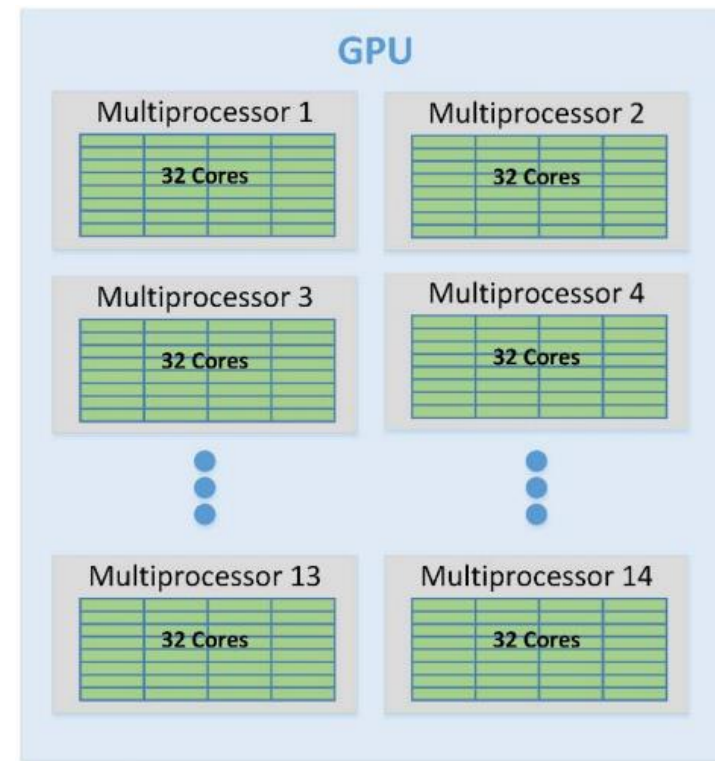 GPU
Multiprocessor 1
32 Cores
Multiprocessor 2
32 Cores
Multiprocessor 3
32 Cores
Multiprocessor 4
32 Cores
Multiprocessor 13
32 Cores
Multiprocessor 14
32 Cores